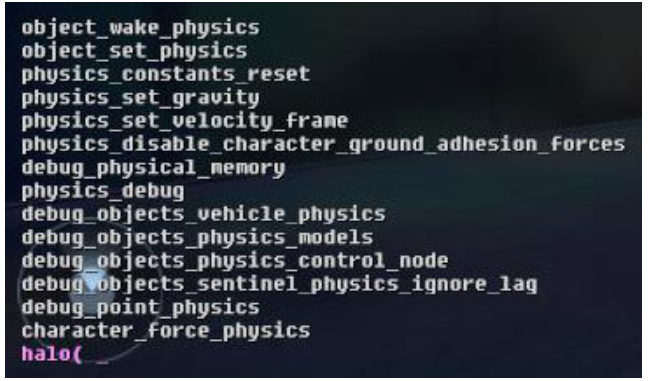 object_wake_physics
object_set_physics
physics_constants_reset
physics_set_gravity
physics_set_velocity_frame
physics_disable_character_ground_adhesion_forces
debug_physical_memory
physics_debug
debug_objects_vehicle_physics
debug_objects_physics_models
debug_objects_physics_control_node
debug_objects_sentinel_physics_ignore_lag
debug_point_physics
character_force_physics
halo( _